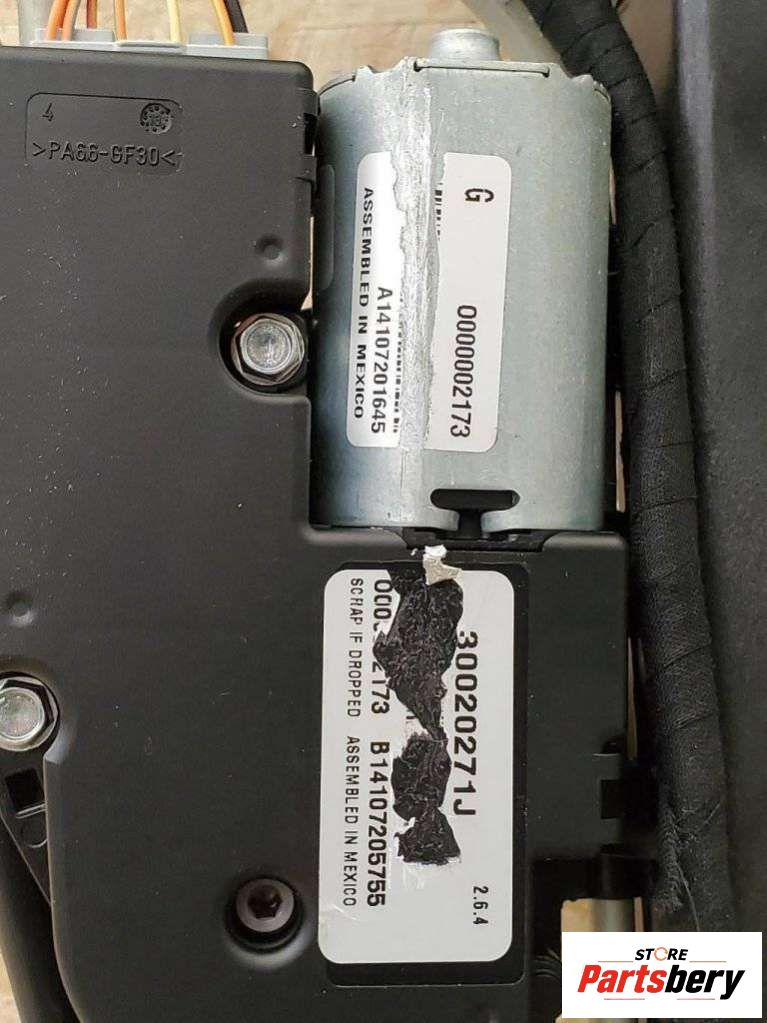 4
>PA66-GF30<
G
0000002173
A14107201645
ASSEMBLED IN MEXICO
30020271J
2.6.4
2173 B14107205755
SCRAP IF DROPPED ASSEMBLED IN MEXICO
STORE
Partsbery